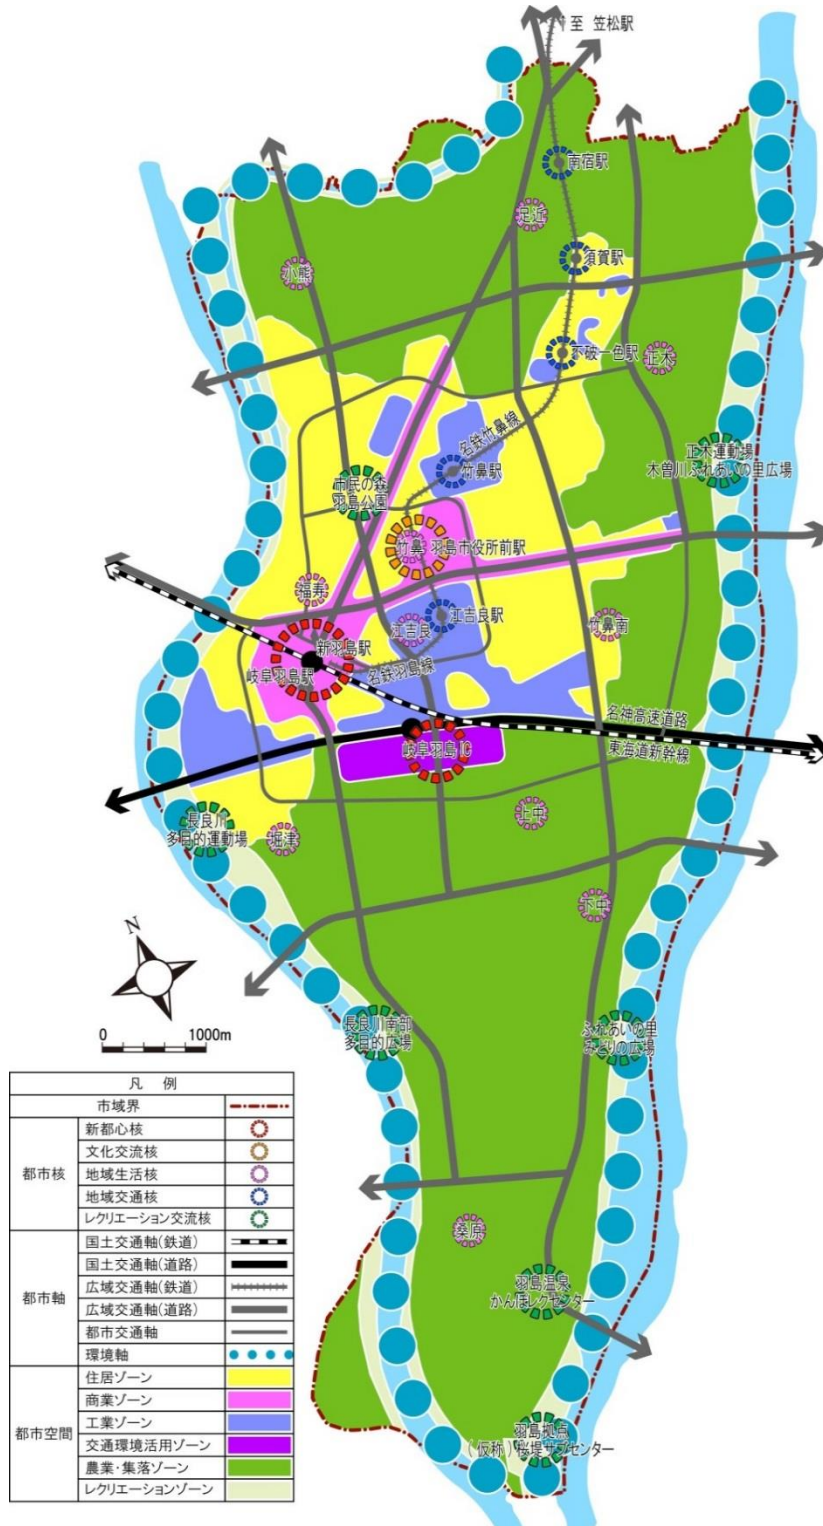 至 笠松駅
南宿駅
足近
須賀駅
小熊
不破一色駅
正木
名鉄竹鼻線
正木運動場
木曽川ふれあいの里広場
竹鼻駅
市民の森
羽島公園
竹鼻 羽島市役所前駅
福寿
江吉良駅
江吉良
竹鼻南
新羽島駅
岐阜羽島駅
名鉄羽島線
名神高速道路
東海道新幹線
岐阜羽島IC
長良川
多目的運動場
堀津
上中
下中
N
0 1000m
長良川南部
多目的広場
ふれあいの里
みどりの広場
桑原
羽島温泉
かんぽレクセンター
羽島拠点
(仮称)桜堤サブセンター
凡 例
市域界
都市核
新都心核
文化交流核
地域生活核
地域交通核
レクリエーション交流核
都市軸
国土交通軸(鉄道)
国土交通軸(道路)
広域交通軸(鉄道)
広域交通軸(道路)
都市交通軸
環境軸
都市空間
住居ゾーン
商業ゾーン
工業ゾーン
交通環境活用ゾーン
農業・集落ゾーン
レクリエーションゾーン